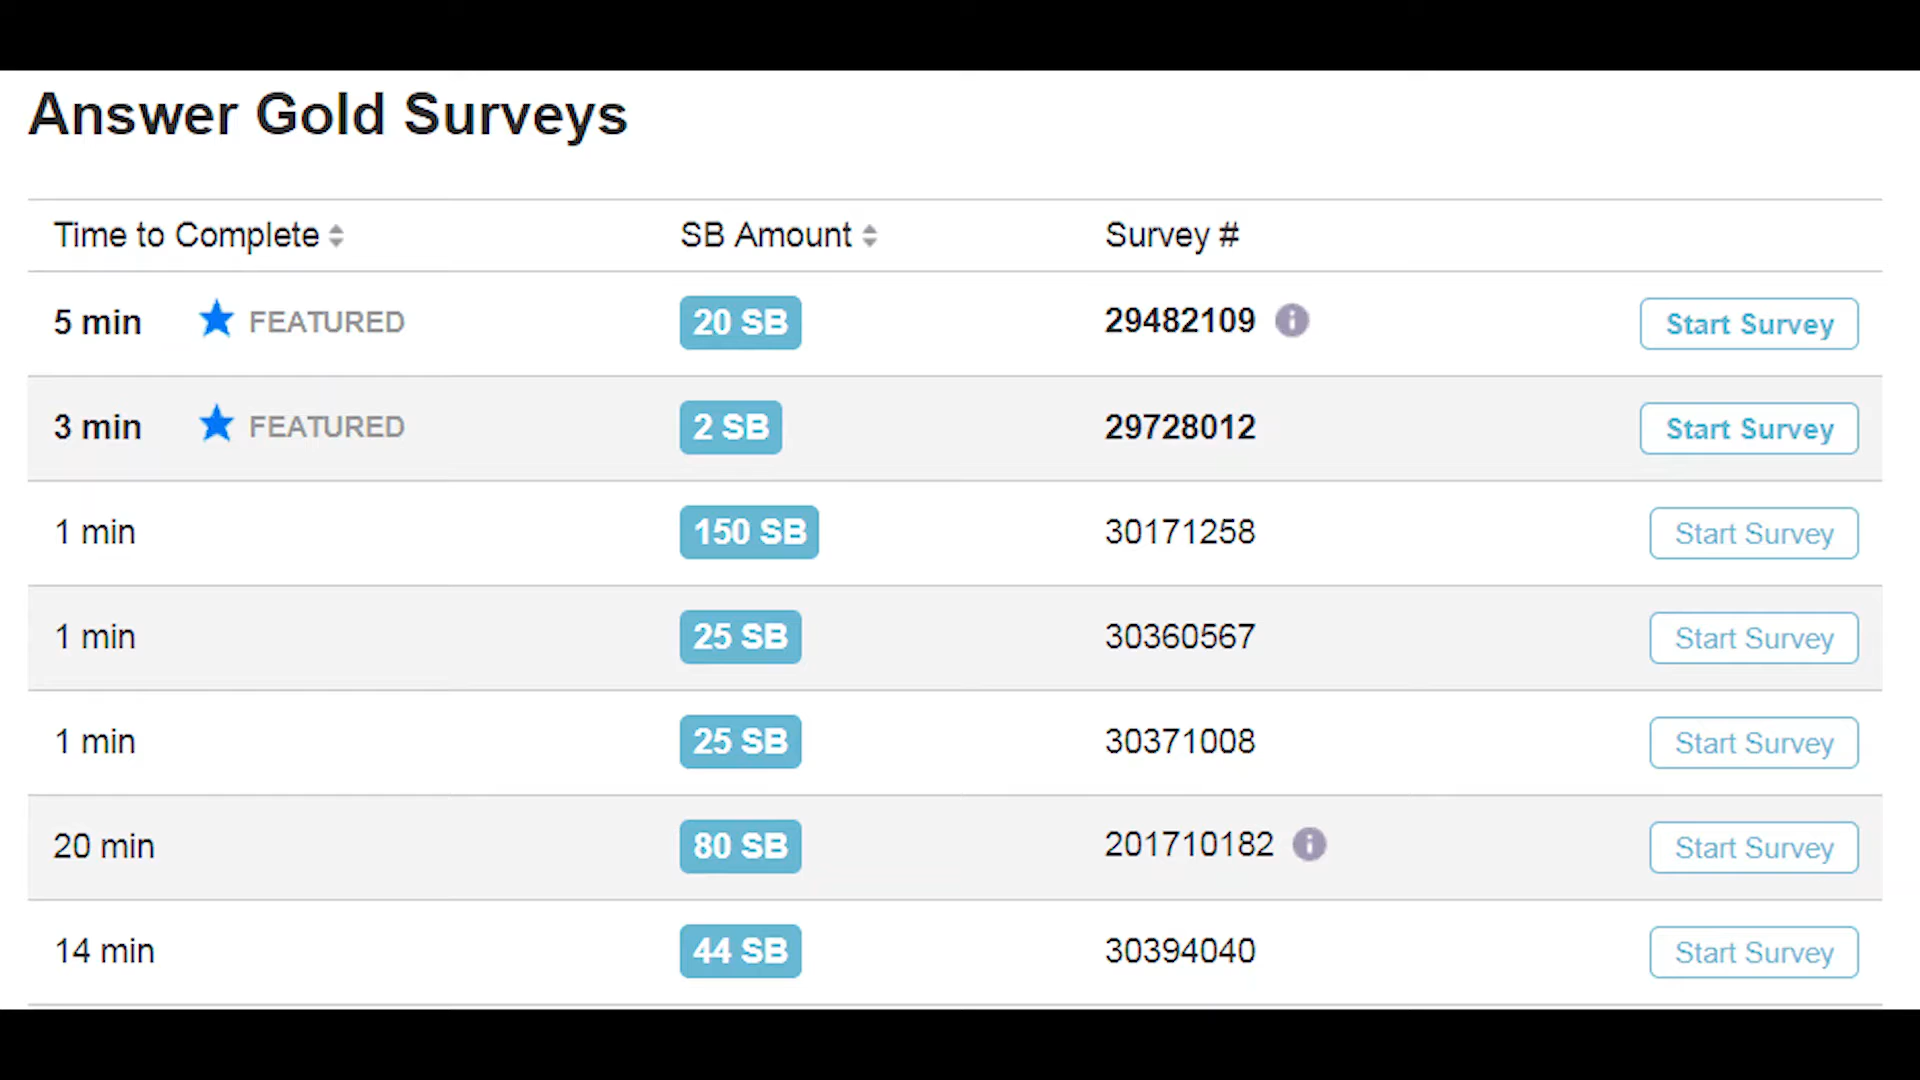 Answer Gold Surveys
Time to Complete SB Amount Survey #
5 min FEATURED 20 SB 29482109 Start Survey
3 min FEATURED 2 SB 29728012 Start Survey
1 min 150 SB 30171258 Start Survey
1 min 25 SB 30360567 Start Survey
1 min 25 SB 30371008 Start Survey
20 min 80 SB 201710182 Start Survey
14 min 44 SB 30394040 Start Survey